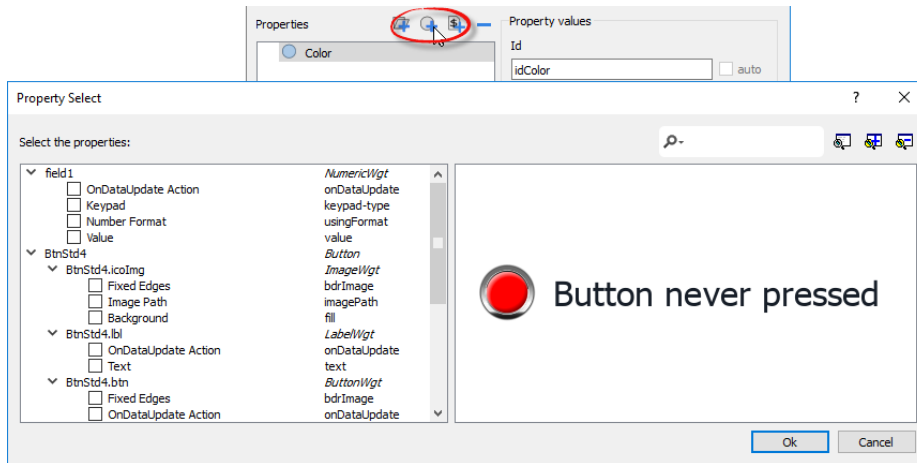 Properties
Property values
Color
Id
idColor
auto
Property Select
?
Select the properties:
field1 NumericWgt
OnDataUpdate Action onDataUpdate
Keypad keypad-type
Number Format usingFormat
Value value
BtnStd4 Button
BtnStd4.icoImg ImageWgt
Fixed Edges bdrImage
Image Path imagePath
Background fill
BtnStd4.lbl LabelWgt
OnDataUpdate Action onDataUpdate
Text text
BtnStd4.btn ButtonWgt
Fixed Edges bdrImage
OnDataUpdate Action onDataUpdate
Button never pressed
Ok
Cancel